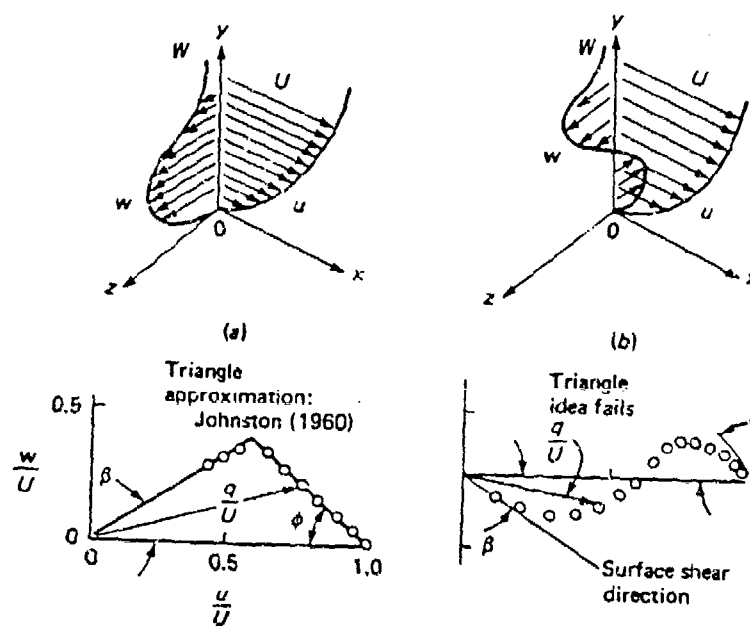 y
W
U
w
u
0
z
x
(a)
y
W
U
w
u
0
z
(b)
Triangle
approximation:
Johnston (1960)
0.5
w
U
β
q
U
φ
0
0
0.5
1.0
u
U
Triangle
idea fails
q
U
β
Surface shear
direction